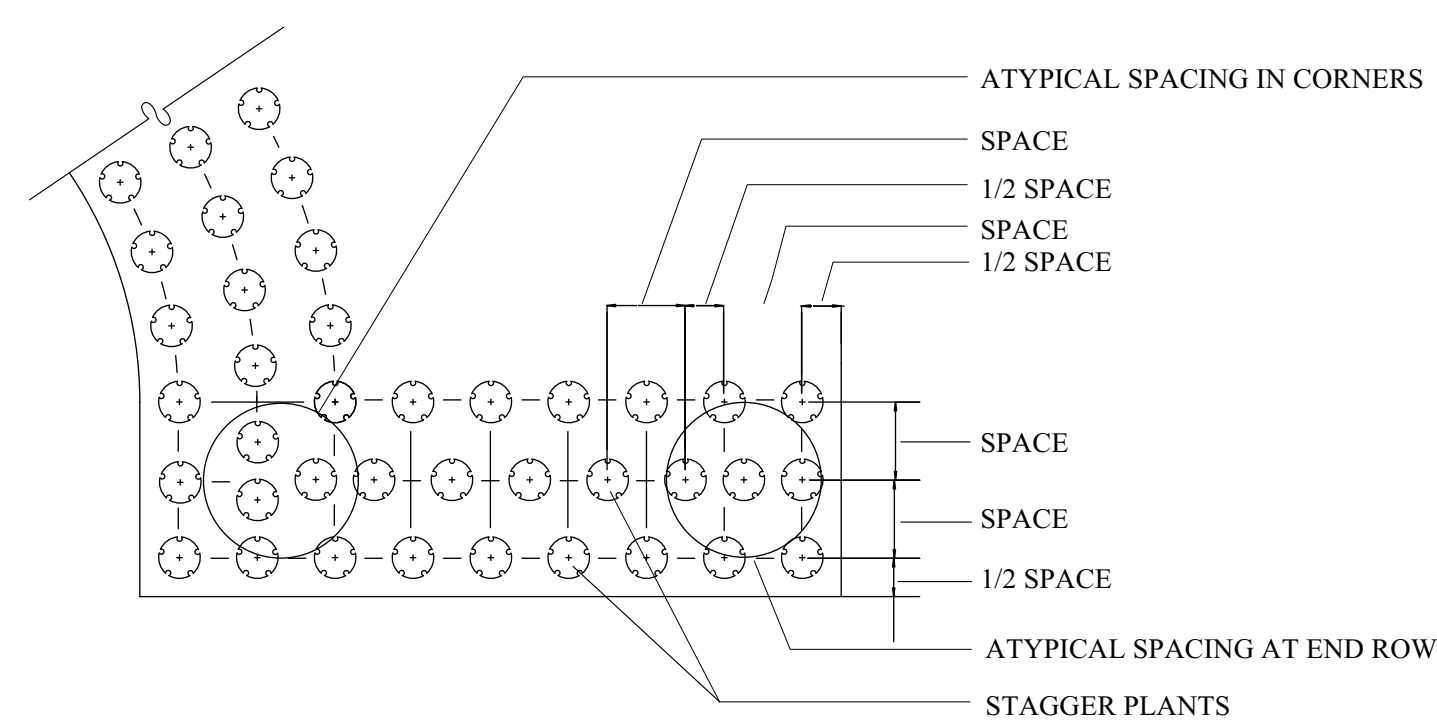 ATYPICAL SPACING IN CORNERS
SPACE
1/2 SPACE
SPACE
1/2 SPACE
SPACE
SPACE
1/2 SPACE
ATYPICAL SPACING AT END ROW
STAGGER PLANTS